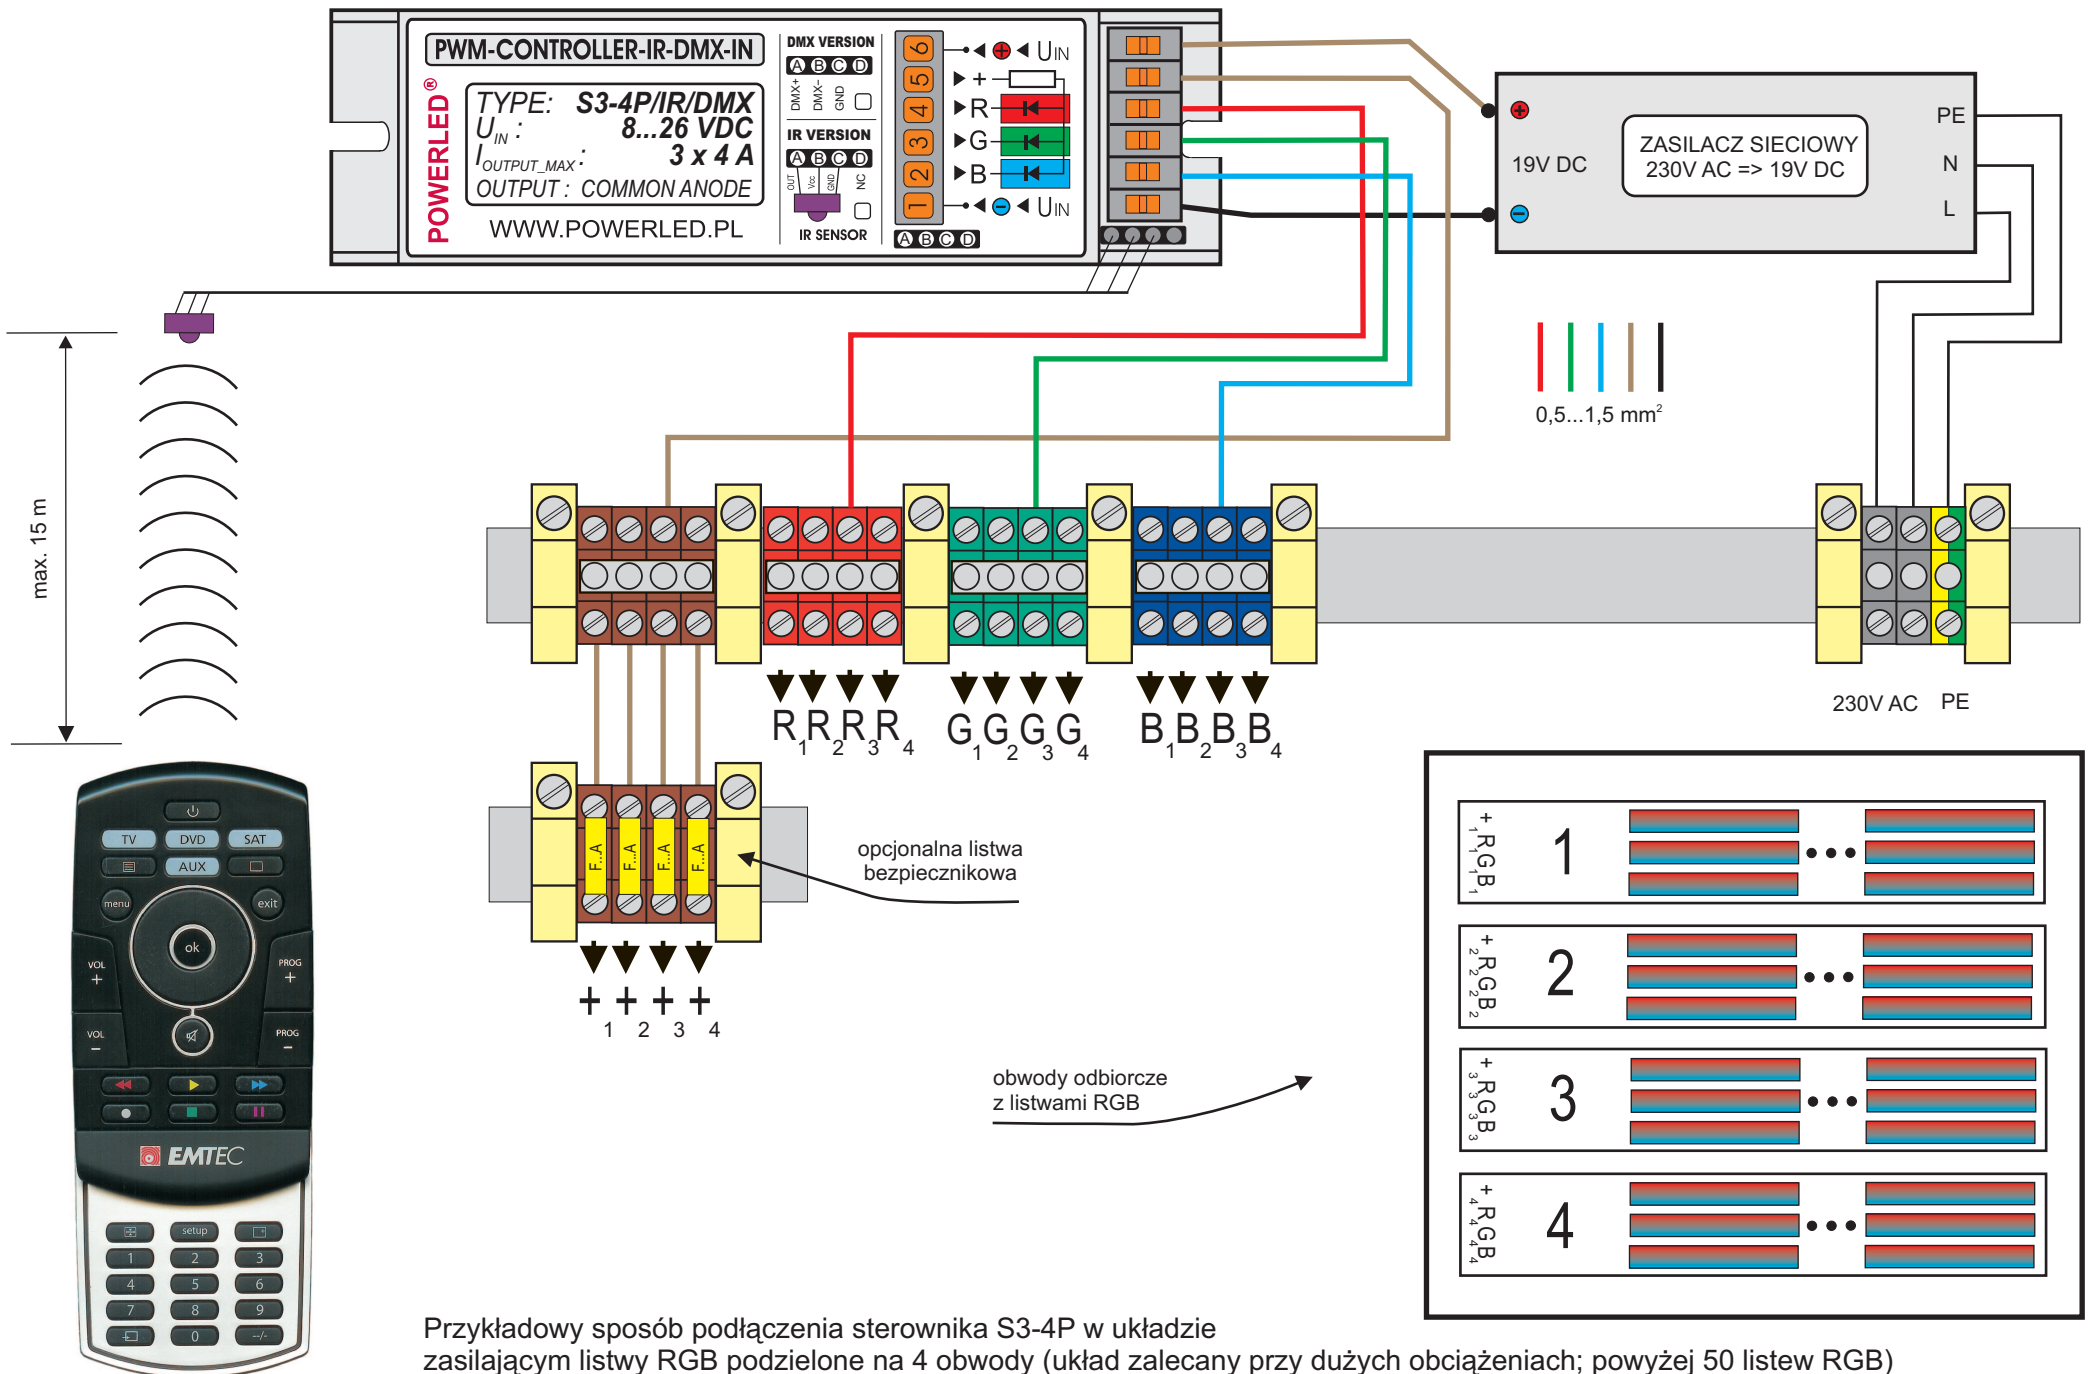 PWM-CONTROLLER-IR-DMX-IN
POWERLED®
TYPE: S3-4P/IR/DMX
U_IN : 8...26 VDC
I_OUTPUT_MAX : 3 x 4 A
OUTPUT : COMMON ANODE
WWW.POWERLED.PL
DMX VERSION
A B C D
DMX+ DMX- GND
IR VERSION
A B C D
OUT Vcc GND NC
IR SENSOR
6 + U_IN
5 +
4 R
3 G
2 B
1 - U_IN
A B C D
+
19V DC
-
ZASILACZ SIECIOWY
230V AC => 19V DC
PE
N
L
0,5...1,5 mm²
max. 15 m
R1 R2 R3 R4
G1 G2 G3 G4
B1 B2 B3 B4
230V AC PE
F...A F...A F...A F...A
opcjonalna listwa
bezpiecznikowa
+1 +2 +3 +4
obwody odbiorcze
z listwami RGB
+1 R1 G1 B1
1
+2 R2 G2 B2
2
+3 R3 G3 B3
3
+4 R4 G4 B4
4
TV DVD SAT
AUX
menu exit
ok
VOL + PROG +
VOL - PROG -
EMTEC
setup
1 2 3
4 5 6
7 8 9
0 --/-
Przykładowy sposób podłączenia sterownika S3-4P w układzie
zasilającym listwy RGB podzielone na 4 obwody (układ zalecany przy dużych obciążeniach; powyżej 50 listew RGB)